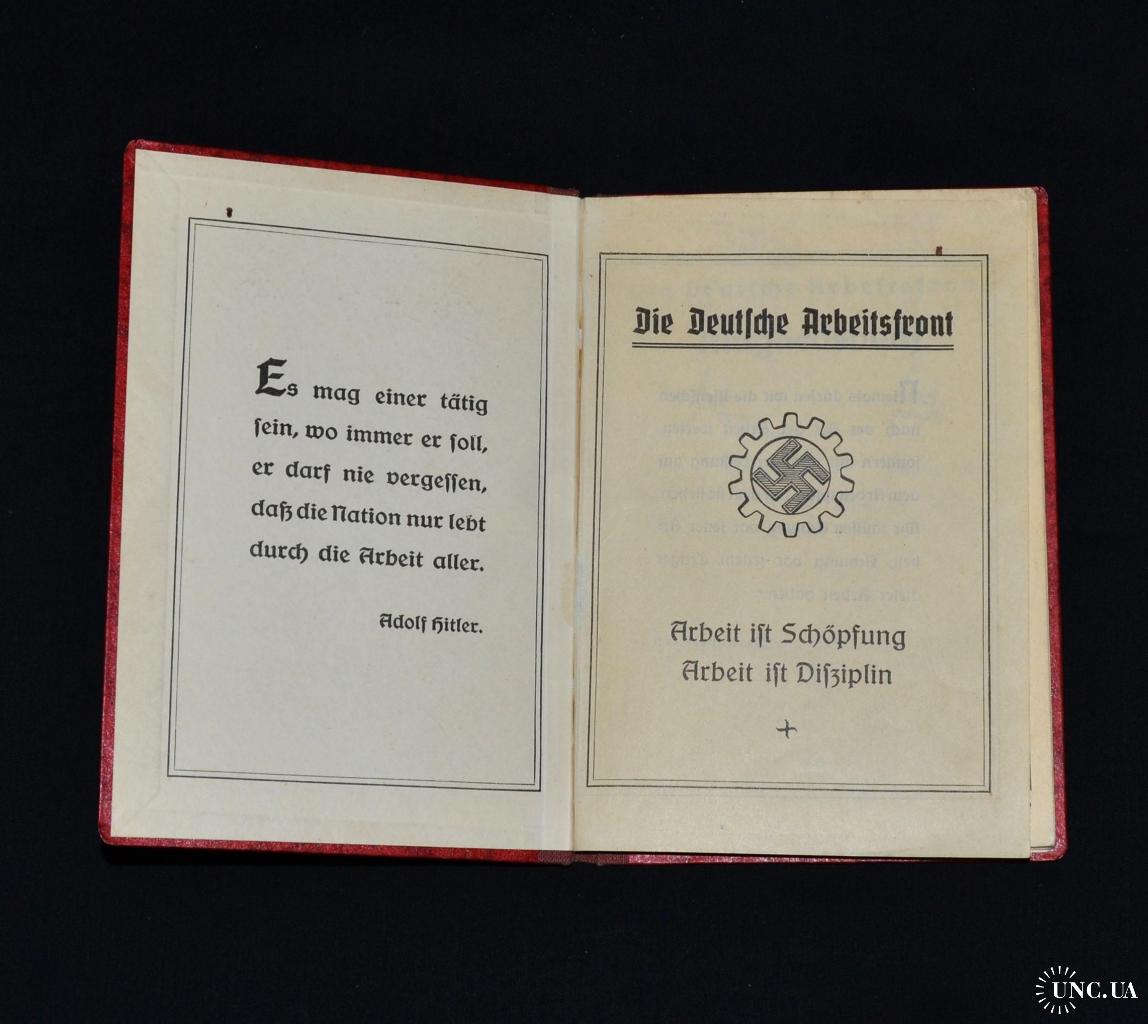 Es mag einer tätig
sein, wo immer er soll,
er darf nie vergessen,
daß die Nation nur lebt
durch die Arbeit aller.
Adolf Hitler.
Die Deutsche Arbeitsfront
Arbeit ist Schöpfung
Arbeit ist Disziplin
UNC.UA